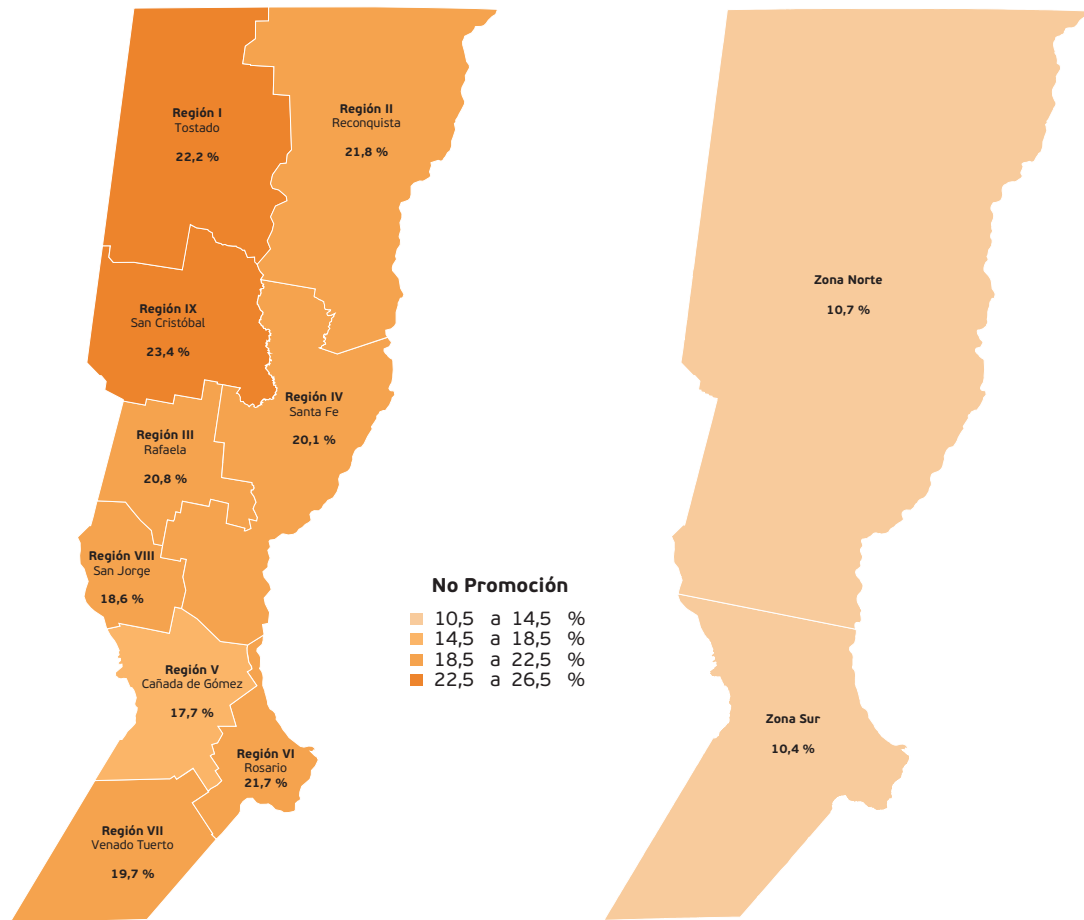 Región I
Tostado
22,2 %
Región II
Reconquista
21,8 %
Región IX
San Cristóbal
23,4 %
Región IV
Santa Fe
20,1 %
Región III
Rafaela
20,8 %
Región VIII
San Jorge
18,6 %
Región V
Cañada de Gómez
17,7 %
Región VI
Rosario
21,7 %
Región VII
Venado Tuerto
19,7 %
No Promoción
10,5 a 14,5 %
14,5 a 18,5 %
18,5 a 22,5 %
22,5 a 26,5 %
Zona Norte
10,7 %
Zona Sur
10,4 %